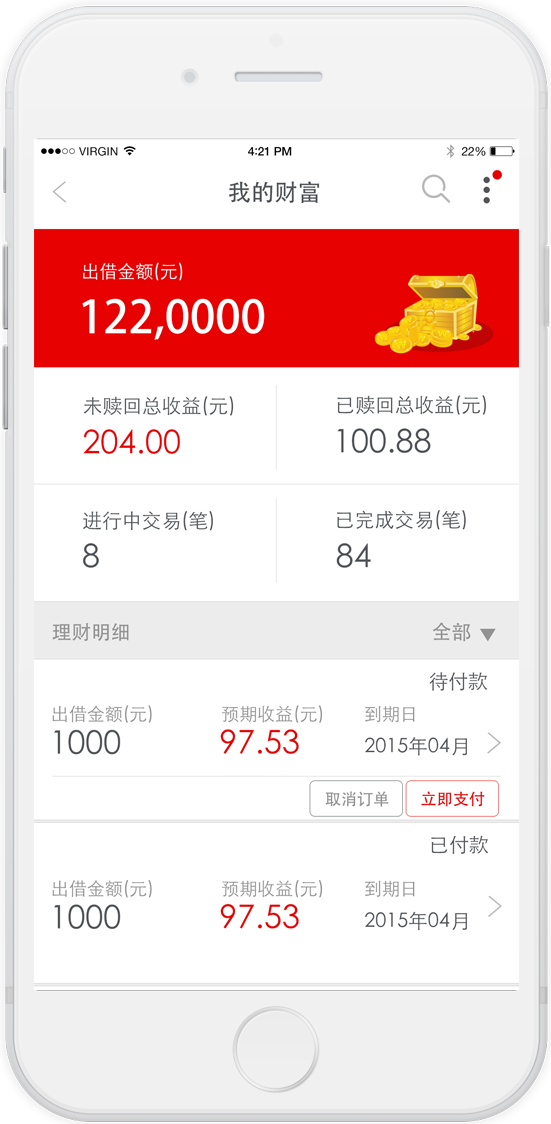 VIRGIN 4:21 PM 22%
我的财富
出借金额(元)
122,0000
未赎回总收益(元) 已赎回总收益(元)
204.00 100.88
进行中交易(笔) 已完成交易(笔)
8 84
理财明细 全部
待付款
出借金额(元) 预期收益(元) 到期日
1000 97.53 2015年04月
取消订单 立即支付
已付款
出借金额(元) 预期收益(元) 到期日
1000 97.53 2015年04月